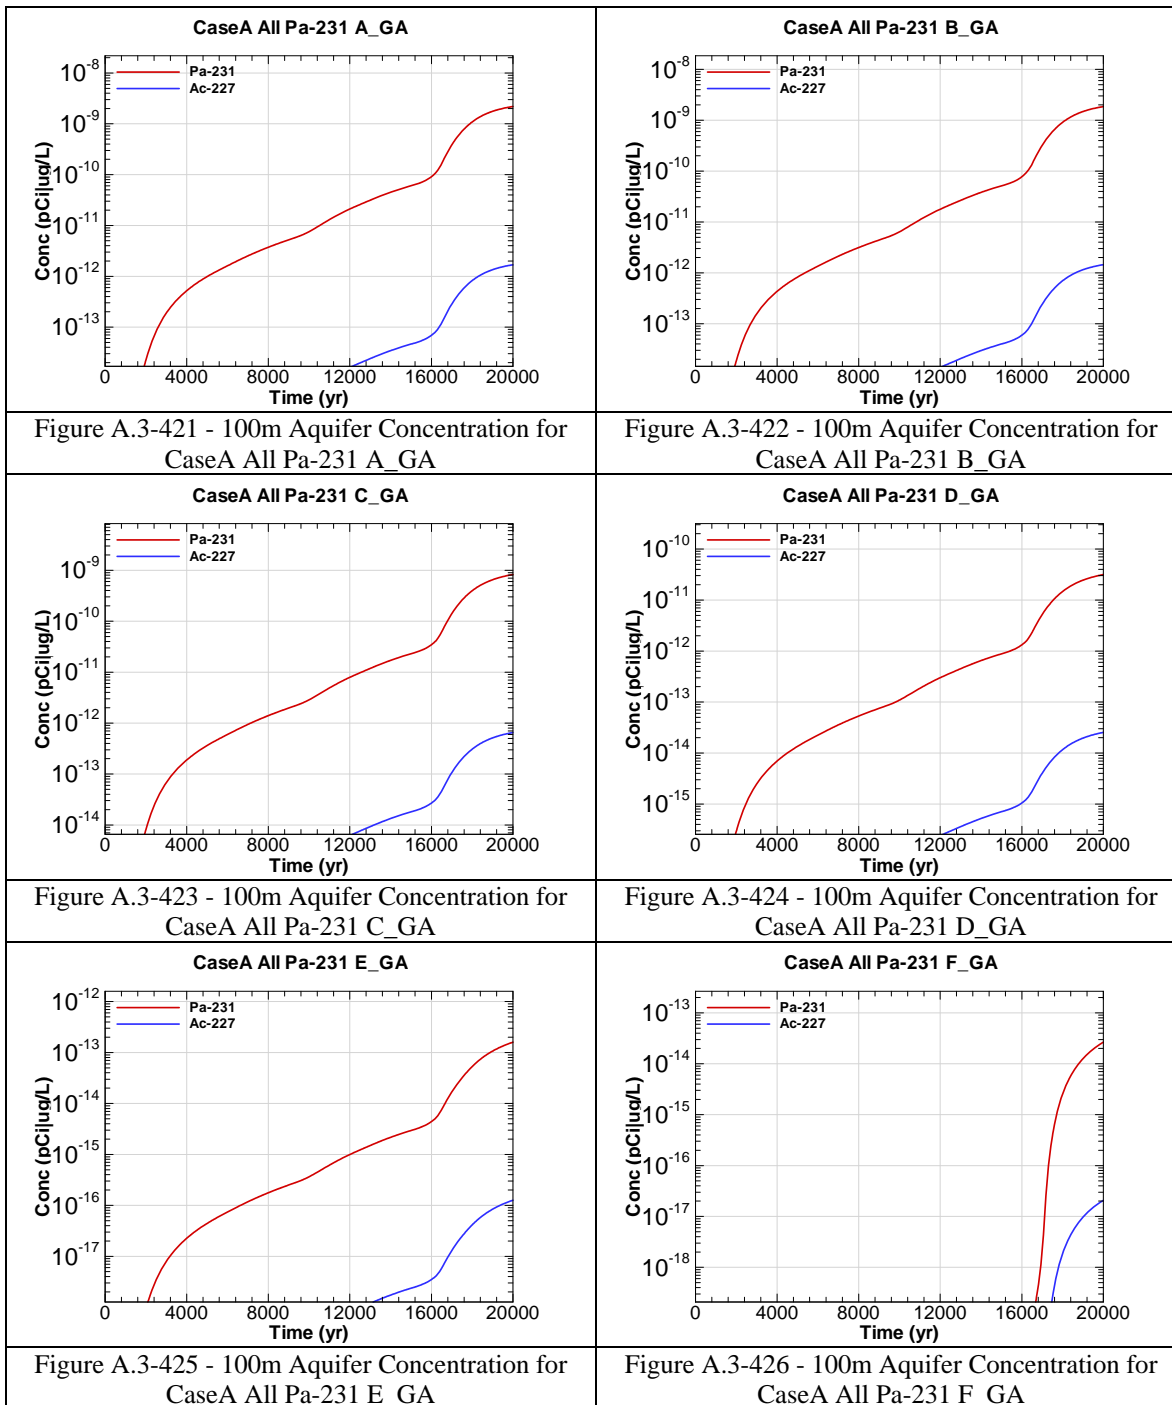 CaseA All Pa-231 A_GA
Pa-231
Ac-227
10-8
10-9
10-10
10-11
10-12
10-13
Conc (pCi|ug/L)
0 4000 8000 12000 16000 20000
Time (yr)
Figure A.3-421 - 100m Aquifer Concentration for
CaseA All Pa-231 A_GA
CaseA All Pa-231 B_GA
Pa-231
Ac-227
10-8
10-9
10-10
10-11
10-12
10-13
Conc (pCi|ug/L)
0 4000 8000 12000 16000 20000
Time (yr)
Figure A.3-422 - 100m Aquifer Concentration for
CaseA All Pa-231 B_GA
CaseA All Pa-231 C_GA
Pa-231
Ac-227
10-9
10-10
10-11
10-12
10-13
10-14
Conc (pCi|ug/L)
0 4000 8000 12000 16000 20000
Time (yr)
Figure A.3-423 - 100m Aquifer Concentration for
CaseA All Pa-231 C_GA
CaseA All Pa-231 D_GA
Pa-231
Ac-227
10-10
10-11
10-12
10-13
10-14
10-15
Conc (pCi|ug/L)
0 4000 8000 12000 16000 20000
Time (yr)
Figure A.3-424 - 100m Aquifer Concentration for
CaseA All Pa-231 D_GA
CaseA All Pa-231 E_GA
Pa-231
Ac-227
10-12
10-13
10-14
10-15
10-16
10-17
Conc (pCi|ug/L)
0 4000 8000 12000 16000 20000
Time (yr)
Figure A.3-425 - 100m Aquifer Concentration for
CaseA All Pa-231 E_GA
CaseA All Pa-231 F_GA
Pa-231
Ac-227
10-13
10-14
10-15
10-16
10-17
10-18
Conc (pCi|ug/L)
0 4000 8000 12000 16000 20000
Time (yr)
Figure A.3-426 - 100m Aquifer Concentration for
CaseA All Pa-231 F_GA